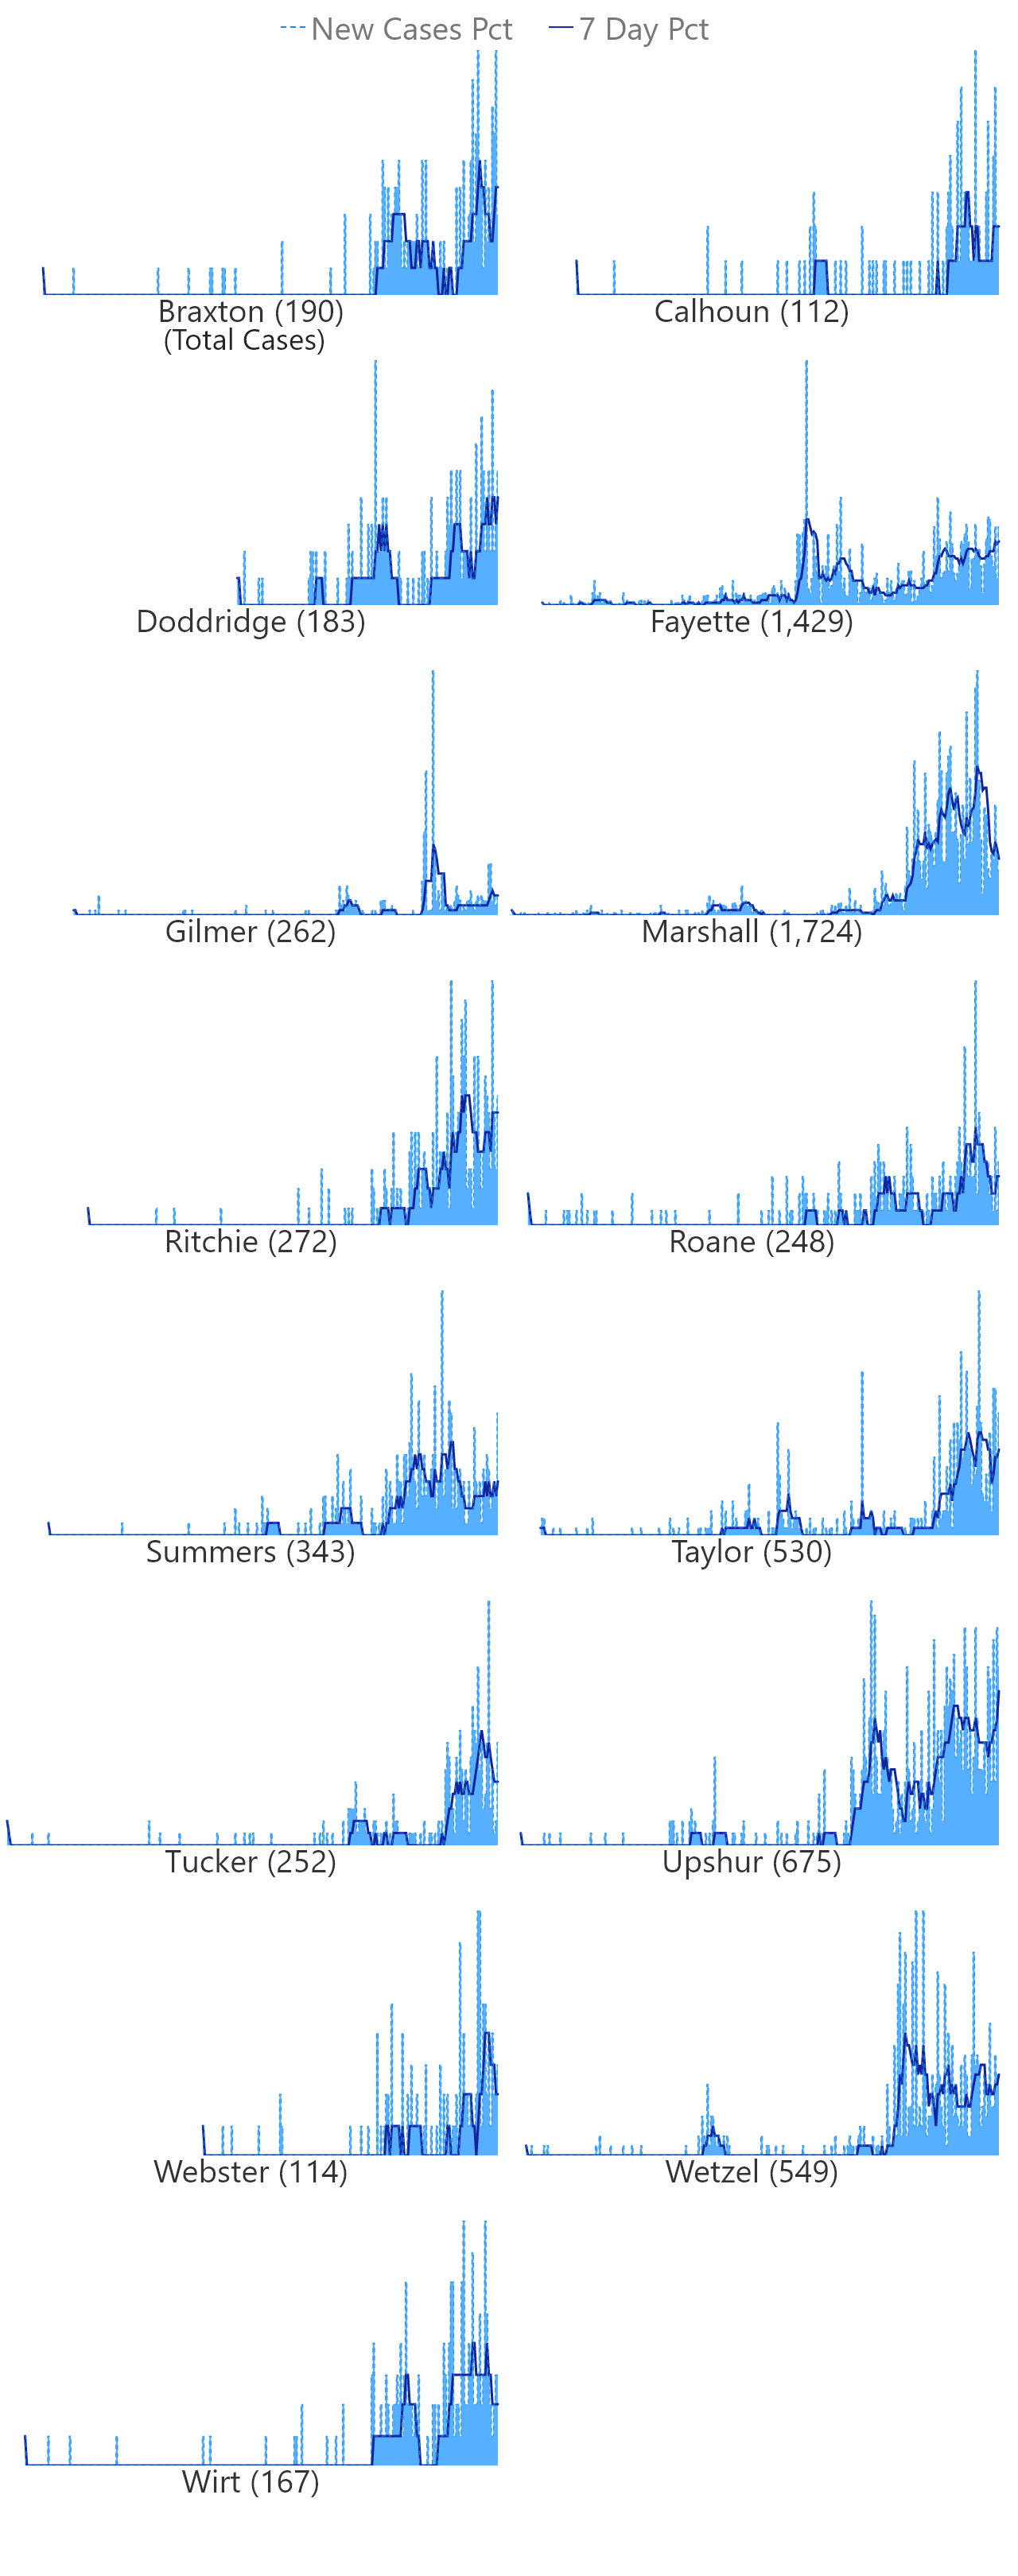 New Cases Pct 7 Day Pct
Braxton (190) Calhoun (112)
(Total Cases)
Doddridge (183) Fayette (1,429)
Gilmer (262) Marshall (1,724)
Ritchie (272) Roane (248)
Summers (343) Taylor (530)
Tucker (252) Upshur (675)
Webster (114) Wetzel (549)
Wirt (167)